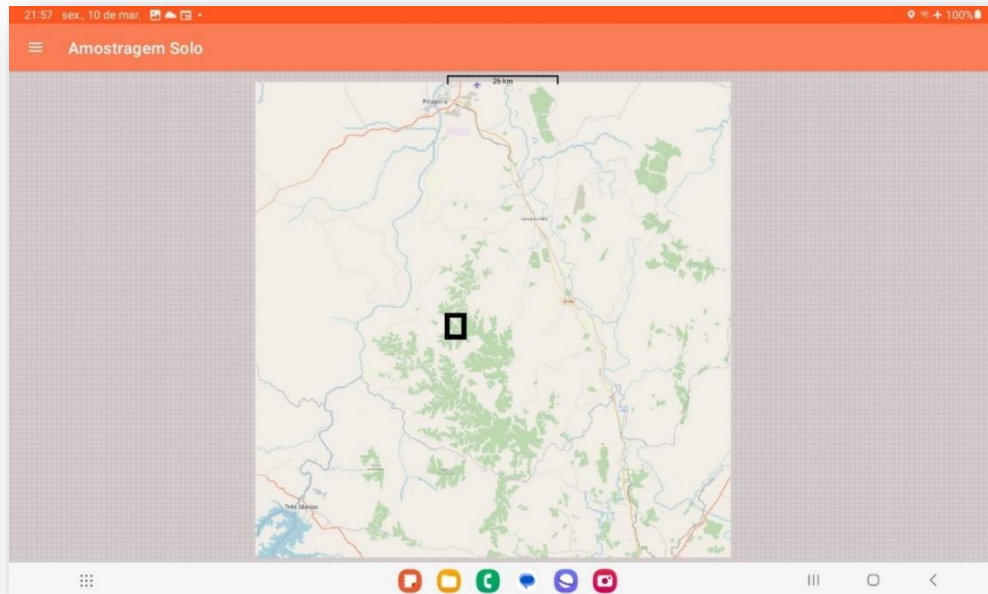 21:57 sex., 10 de mar.
100%
Amostragem Solo
26 km
Pirapora
Três Marias